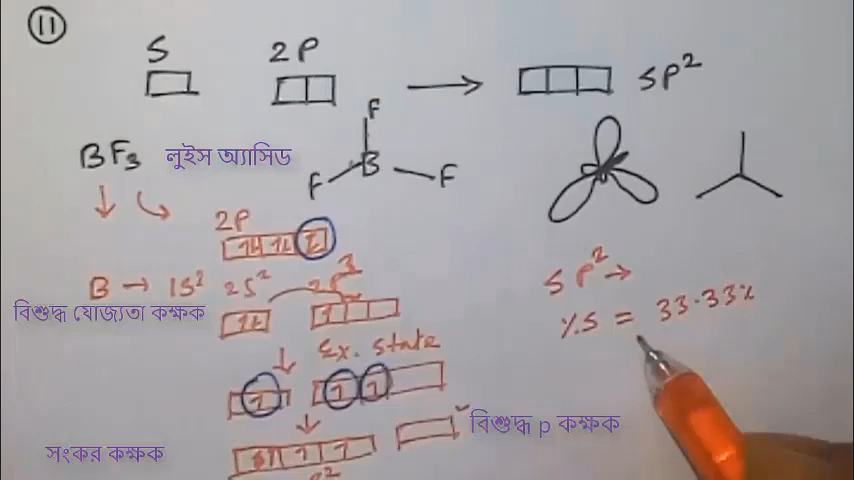 11
S 2P → SP²
BF₃ লুইস অ্যাসিড
F
B
F F
2P
B → 1S² 2S² 2P
বিশুদ্ধ যোজ্যতা কক্ষক
SP² →
%S = 33.33%
Ex. state
বিশুদ্ধ p কক্ষক
সংকর কক্ষক